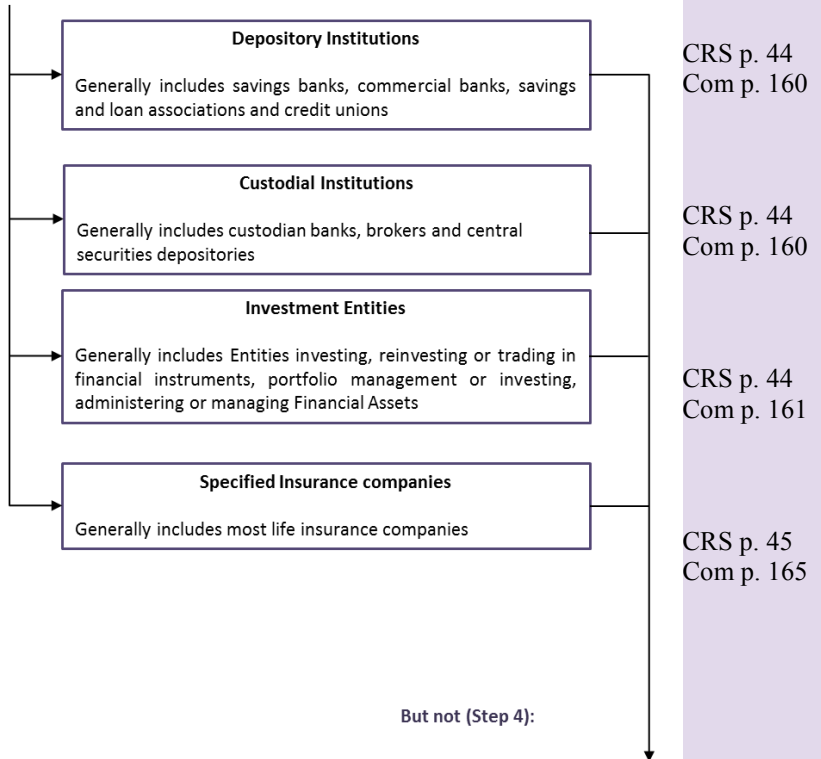 Depository Institutions
Generally includes savings banks, commercial banks, savings
and loan associations and credit unions
CRS p. 44
Com p. 160
Custodial Institutions
Generally includes custodian banks, brokers and central
securities depositories
CRS p. 44
Com p. 160
Investment Entities
Generally includes Entities investing, reinvesting or trading in
financial instruments, portfolio management or investing,
administering or managing Financial Assets
CRS p. 44
Com p. 161
Specified Insurance companies
Generally includes most life insurance companies
CRS p. 45
Com p. 165
But not (Step 4):